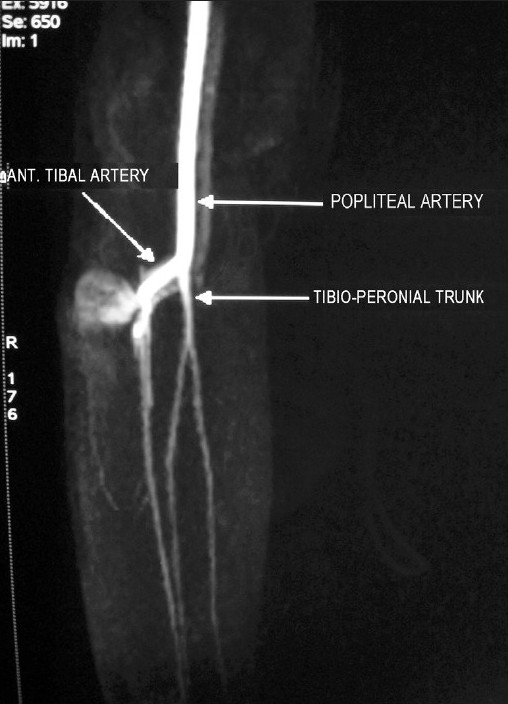 Ex: 5916
Se: 650
Im: 1
ANT. TIBAL ARTERY
POPLITEAL ARTERY
TIBIO-PERONIAL TRUNK
R
1
7
6